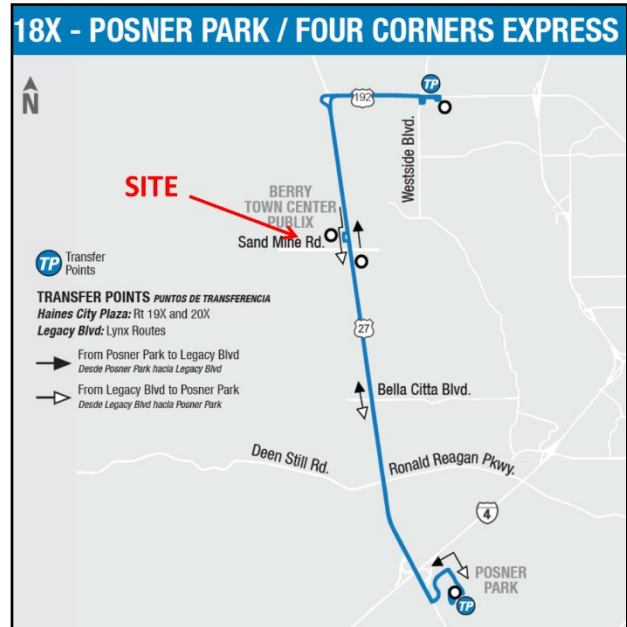 18X - POSNER PARK / FOUR CORNERS EXPRESS
N
192
TP
Westside Blvd.
SITE
BERRY
TOWN CENTER
PUBLIX
Sand Mine Rd.
TP Transfer
Points
TRANSFER POINTS PUNTOS DE TRANSFERENCIA
Haines City Plaza: Rt 19X and 20X
Legacy Blvd: Lynx Routes
From Posner Park to Legacy Blvd
Desde Posner Park hacia Legacy Blvd
From Legacy Blvd to Posner Park
Desde Legacy Blvd hacia Posner Park
27
Bella Citta Blvd.
Deen Still Rd.
Ronald Reagan Pkwy.
4
POSNER
PARK
TP